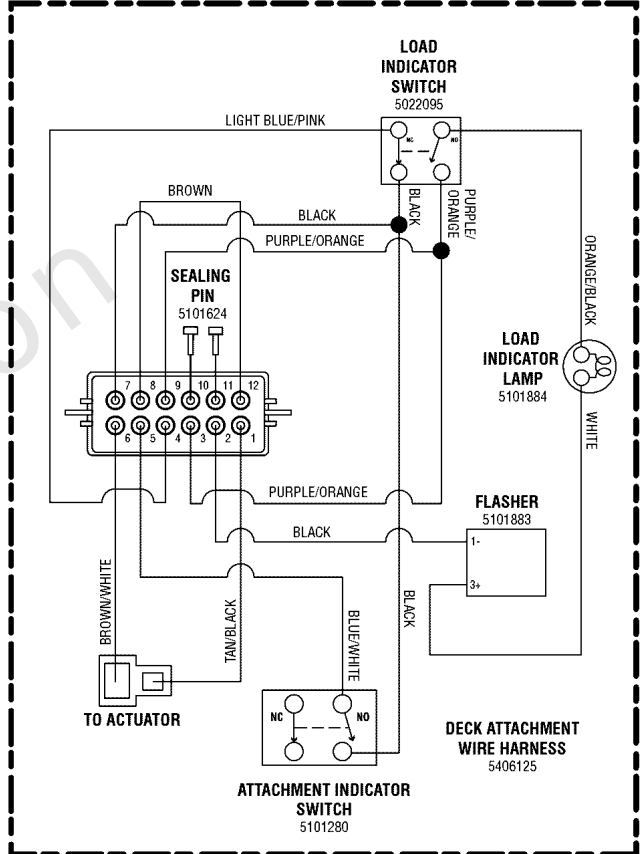 LOAD
INDICATOR
SWITCH
5022095
LIGHT BLUE/PINK
NC
NO
BROWN
BLACK
PURPLE/ORANGE
BLACK
PURPLE/
ORANGE
SEALING
PIN
5101624
ORANGE/BLACK
LOAD
INDICATOR
LAMP
5101884
WHITE
7
8
9
10
11
12
6
5
4
3
2
1
PURPLE/ORANGE
BLACK
FLASHER
5101883
1-
3+
BROWN/WHITE
TAN/BLACK
BLUE/WHITE
BLACK
TO ACTUATOR
NC
NO
DECK ATTACHMENT
WIRE HARNESS
5406125
ATTACHMENT INDICATOR
SWITCH
5101280
on